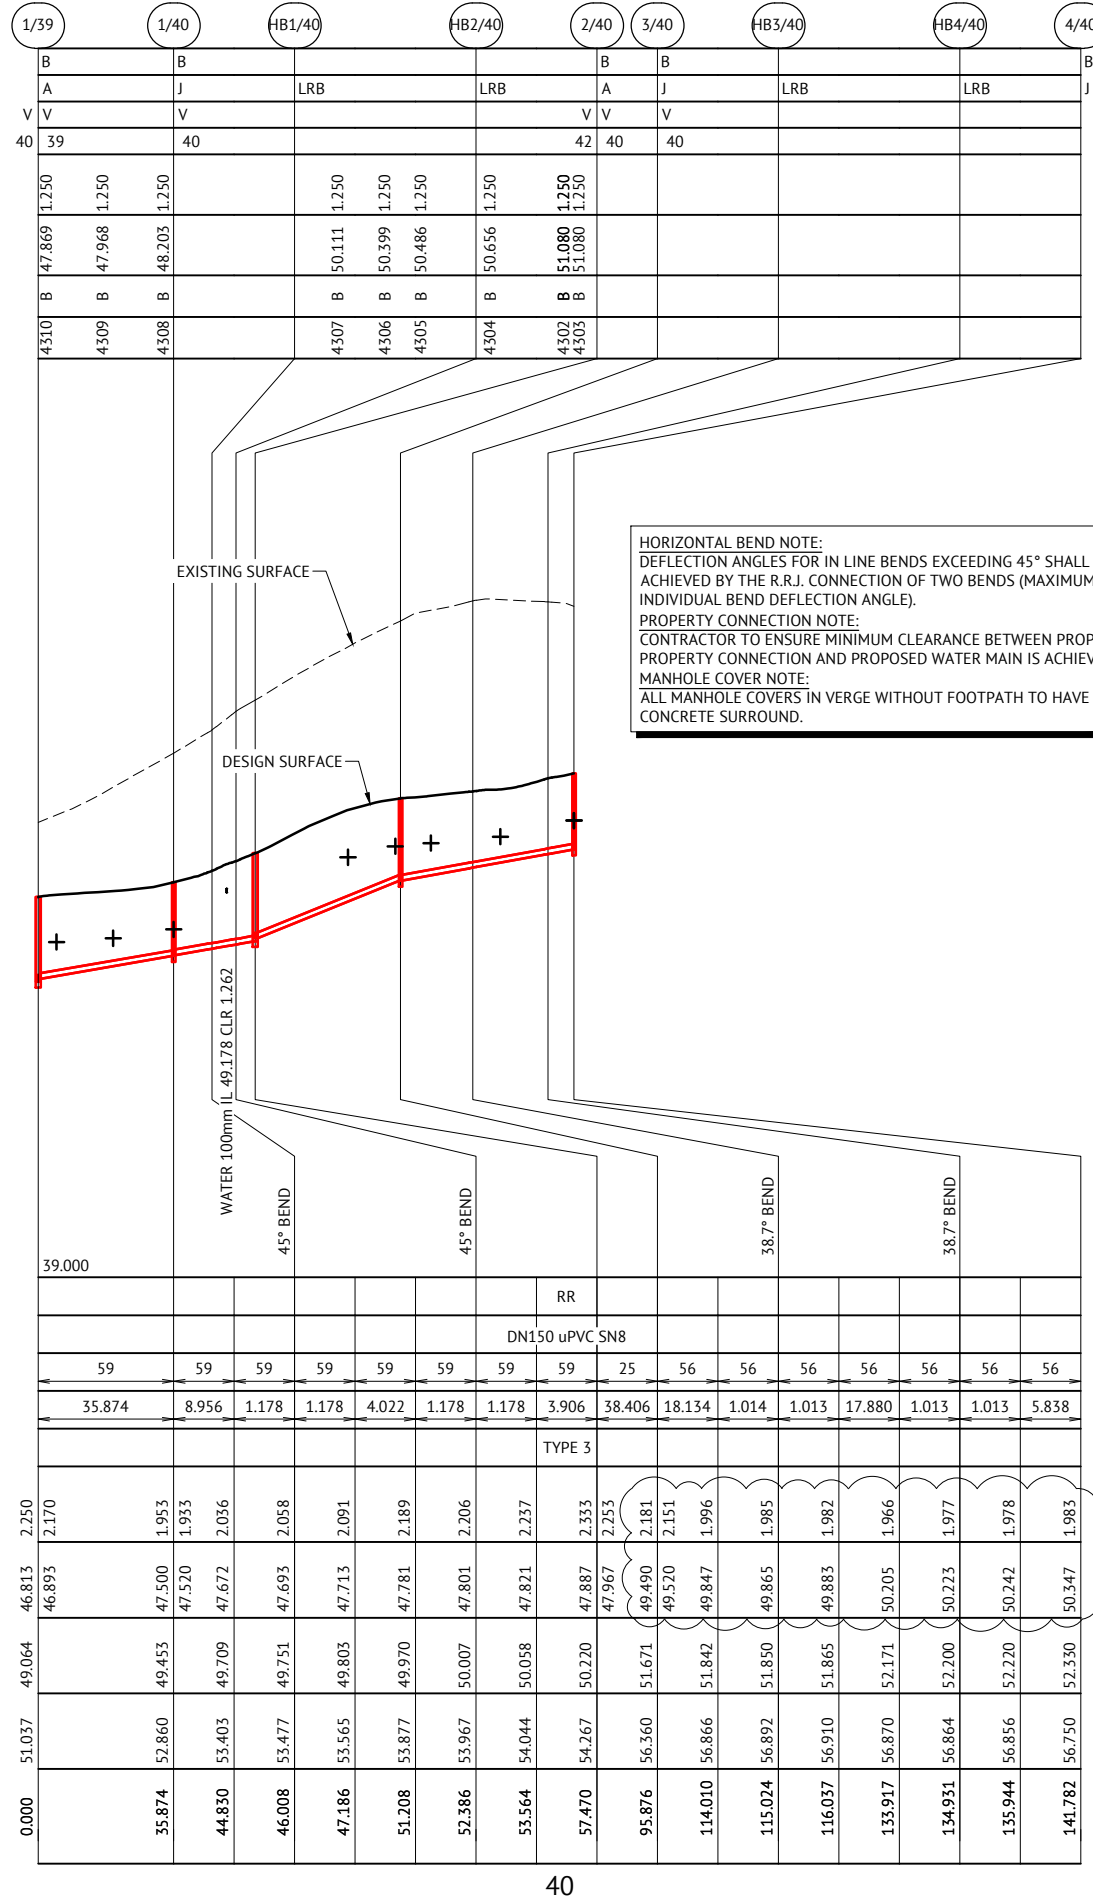 1/39 1/40 HB1/40 HB2/40 2/40 3/40 HB3/40 HB4/40 4/40
B B B B B
A J LRB LRB A J LRB LRB J
V V V V V V
40 39 40 42 40 40
1.250 1.250 1.250 1.250 1.250 1.250 1.250 1.250 1.250
47.869 47.968 48.203 50.111 50.399 50.486 50.656 51.080 51.080
B B B B B B B B B
4310 4309 4308 4307 4306 4305 4304 4302 4303
HORIZONTAL BEND NOTE:
DEFLECTION ANGLES FOR IN LINE BENDS EXCEEDING 45° SHALL
ACHIEVED BY THE R.R.J. CONNECTION OF TWO BENDS (MAXIMUM
INDIVIDUAL BEND DEFLECTION ANGLE).
PROPERTY CONNECTION NOTE:
CONTRACTOR TO ENSURE MINIMUM CLEARANCE BETWEEN PROP
PROPERTY CONNECTION AND PROPOSED WATER MAIN IS ACHIEV
MANHOLE COVER NOTE:
ALL MANHOLE COVERS IN VERGE WITHOUT FOOTPATH TO HAVE
CONCRETE SURROUND.
EXISTING SURFACE
DESIGN SURFACE
WATER 100mm IL 49.178 CLR 1.262
45° BEND
45° BEND
38.7° BEND
38.7° BEND
39.000
RR
DN150 uPVC SN8
59 59 59 59 59 59 59 59 25 56 56 56 56 56 56 56
35.874 8.956 1.178 1.178 4.022 1.178 1.178 3.906 38.406 18.134 1.014 1.013 17.880 1.013 1.013 5.838
TYPE 3
2.250 2.170 1.953 1.933 2.036 2.058 2.091 2.189 2.206 2.237 2.333 2.253 2.181 2.151 1.996 1.985 1.982 1.966 1.977 1.978 1.983
46.813 46.893 47.500 47.520 47.672 47.693 47.713 47.781 47.801 47.821 47.887 47.967 49.490 49.520 49.847 49.865 49.883 50.205 50.223 50.242 50.347
49.064 49.453 49.709 49.751 49.803 49.970 50.007 50.058 50.220 51.671 51.842 51.850 51.865 52.171 52.200 52.220 52.330
51.037 52.860 53.403 53.477 53.565 53.877 53.967 54.044 54.267 56.360 56.866 56.892 56.910 56.870 56.864 56.856 56.750
0.000 35.874 44.830 46.008 47.186 51.208 52.386 53.564 57.470 95.876 114.010 115.024 116.037 133.917 134.931 135.944 141.782
40